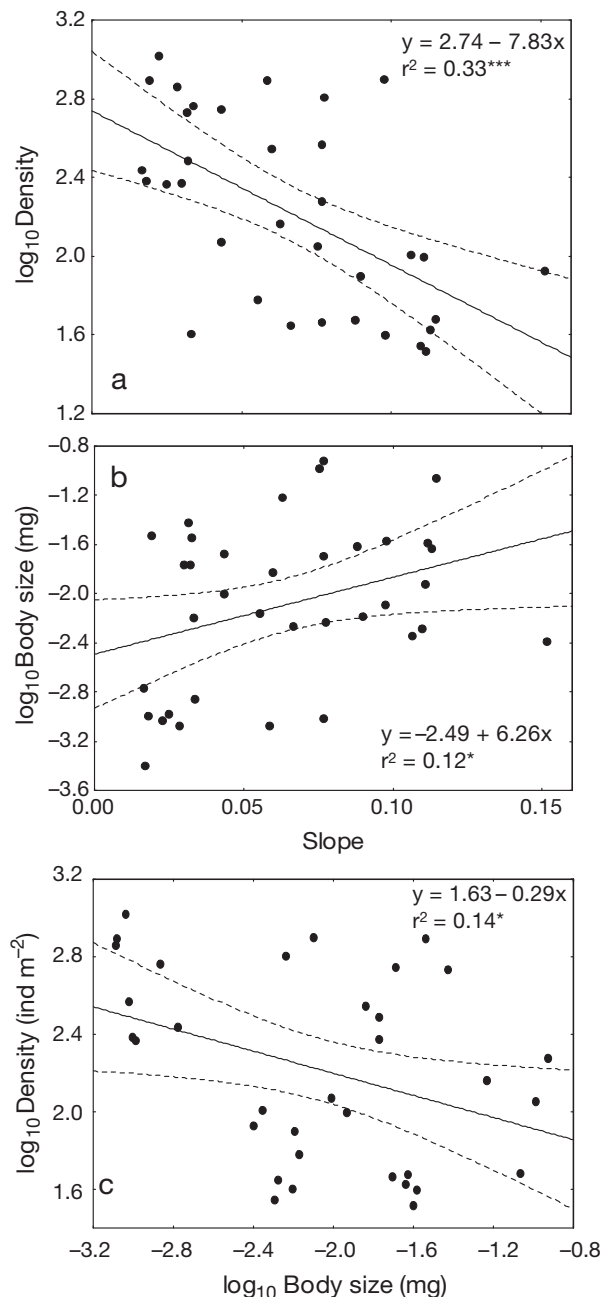 3.2
y = 2.74 – 7.83x
r² = 0.33***
2.8
2.4
log₁₀Density
2.0
1.6
a
1.2
–0.8
b
–1.2
–1.6
log₁₀Body size (mg)
–2.0
–2.4
–2.8
y = –2.49 + 6.26x
–3.2
r² = 0.12*
–3.6
0.00 0.05 0.10 0.15
Slope
3.2
y = 1.63 – 0.29x
r² = 0.14*
2.8
log₁₀Density (ind m⁻²)
2.4
2.0
1.6
c
–3.2 –2.8 –2.4 –2.0 –1.6 –1.2 –0.8
log₁₀ Body size (mg)